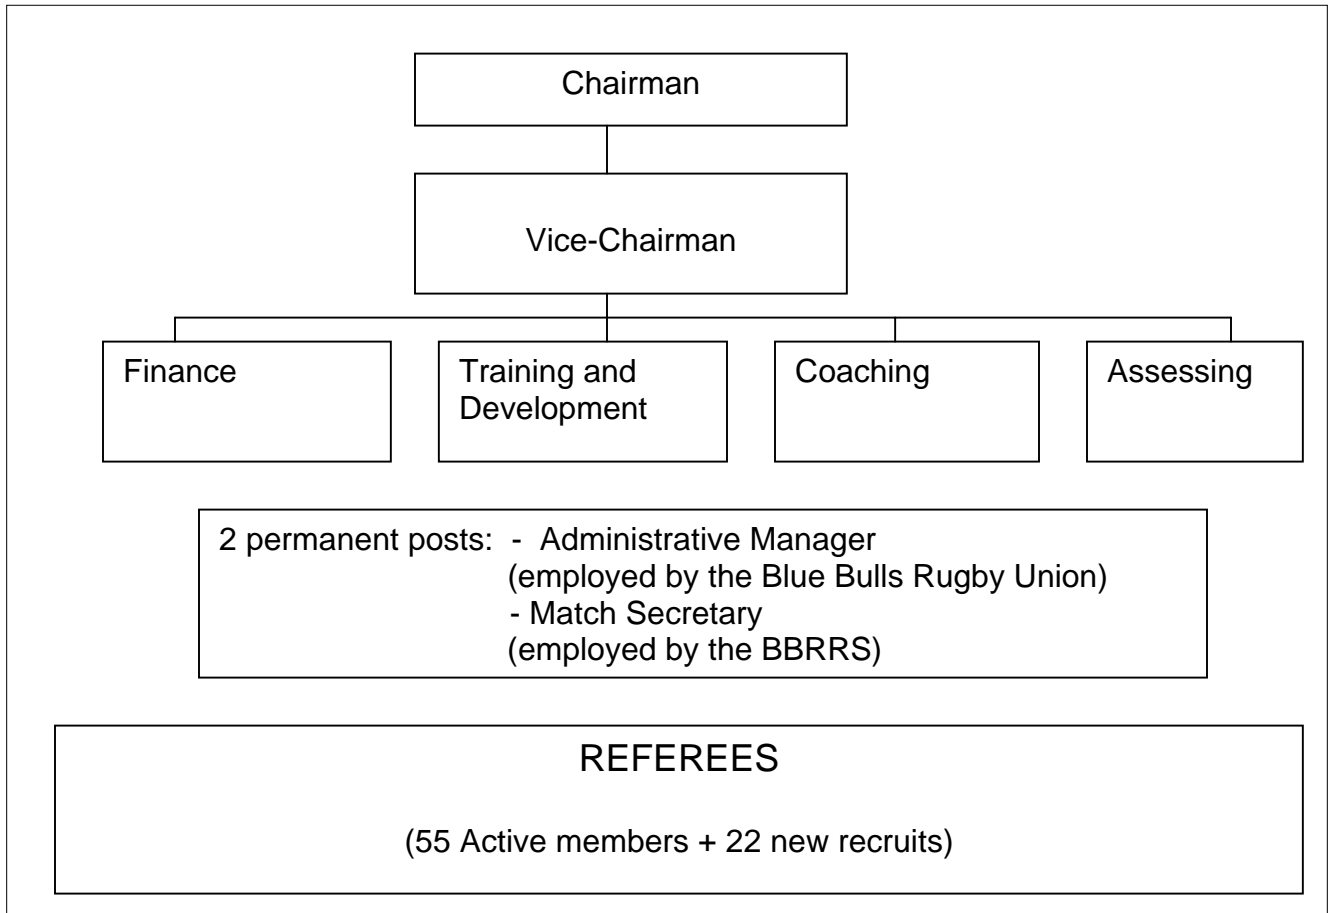 Chairman
Vice-Chairman
Finance
Training and
Development
Coaching
Assessing
2 permanent posts: - Administrative Manager
(employed by the Blue Bulls Rugby Union)
- Match Secretary
(employed by the BBRRS)
REFEREES
(55 Active members + 22 new recruits)